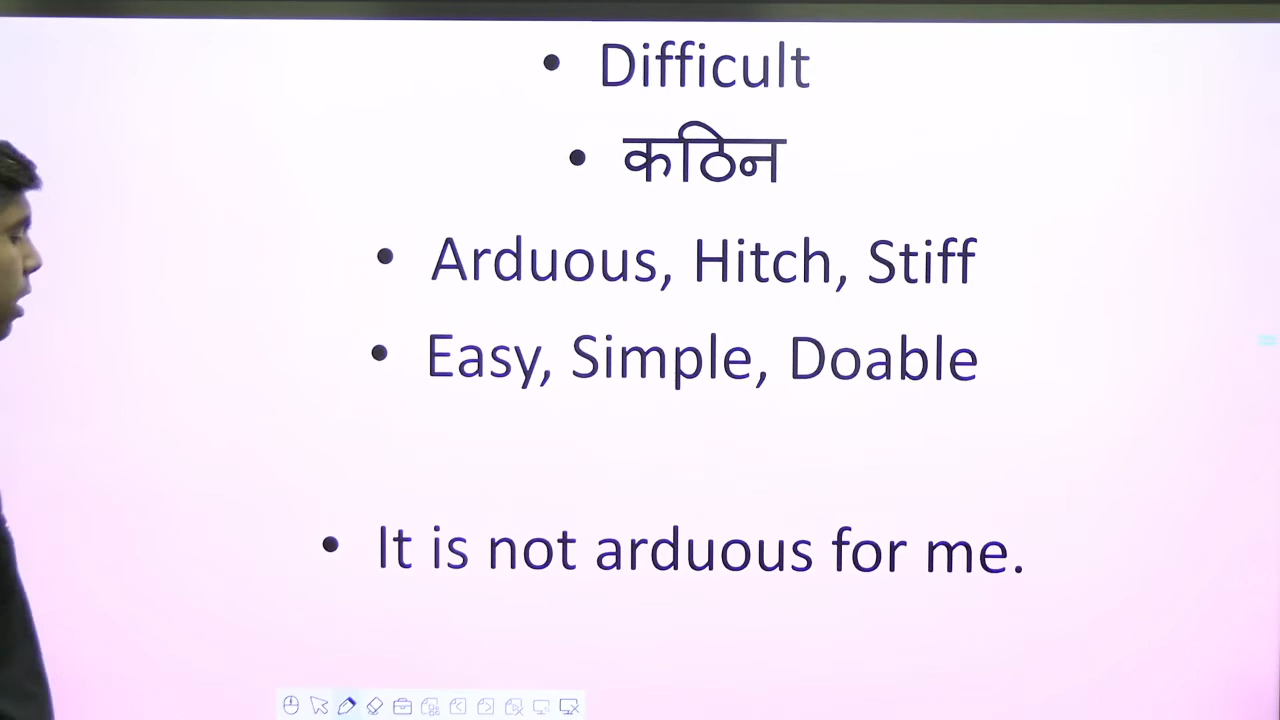 • Difficult
• कठिन
• Arduous, Hitch, Stiff
• Easy, Simple, Doable
• It is not arduous for me.